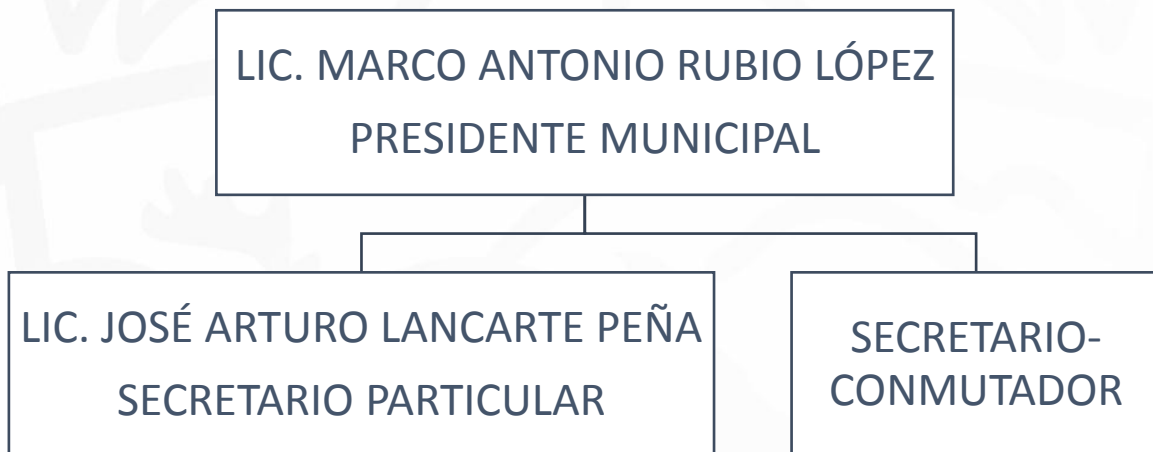 LIC. MARCO ANTONIO RUBIO LÓPEZ
PRESIDENTE MUNICIPAL
LIC. JOSÉ ARTURO LANCARTE PEÑA
SECRETARIO PARTICULAR
SECRETARIO-
CONMUTADOR